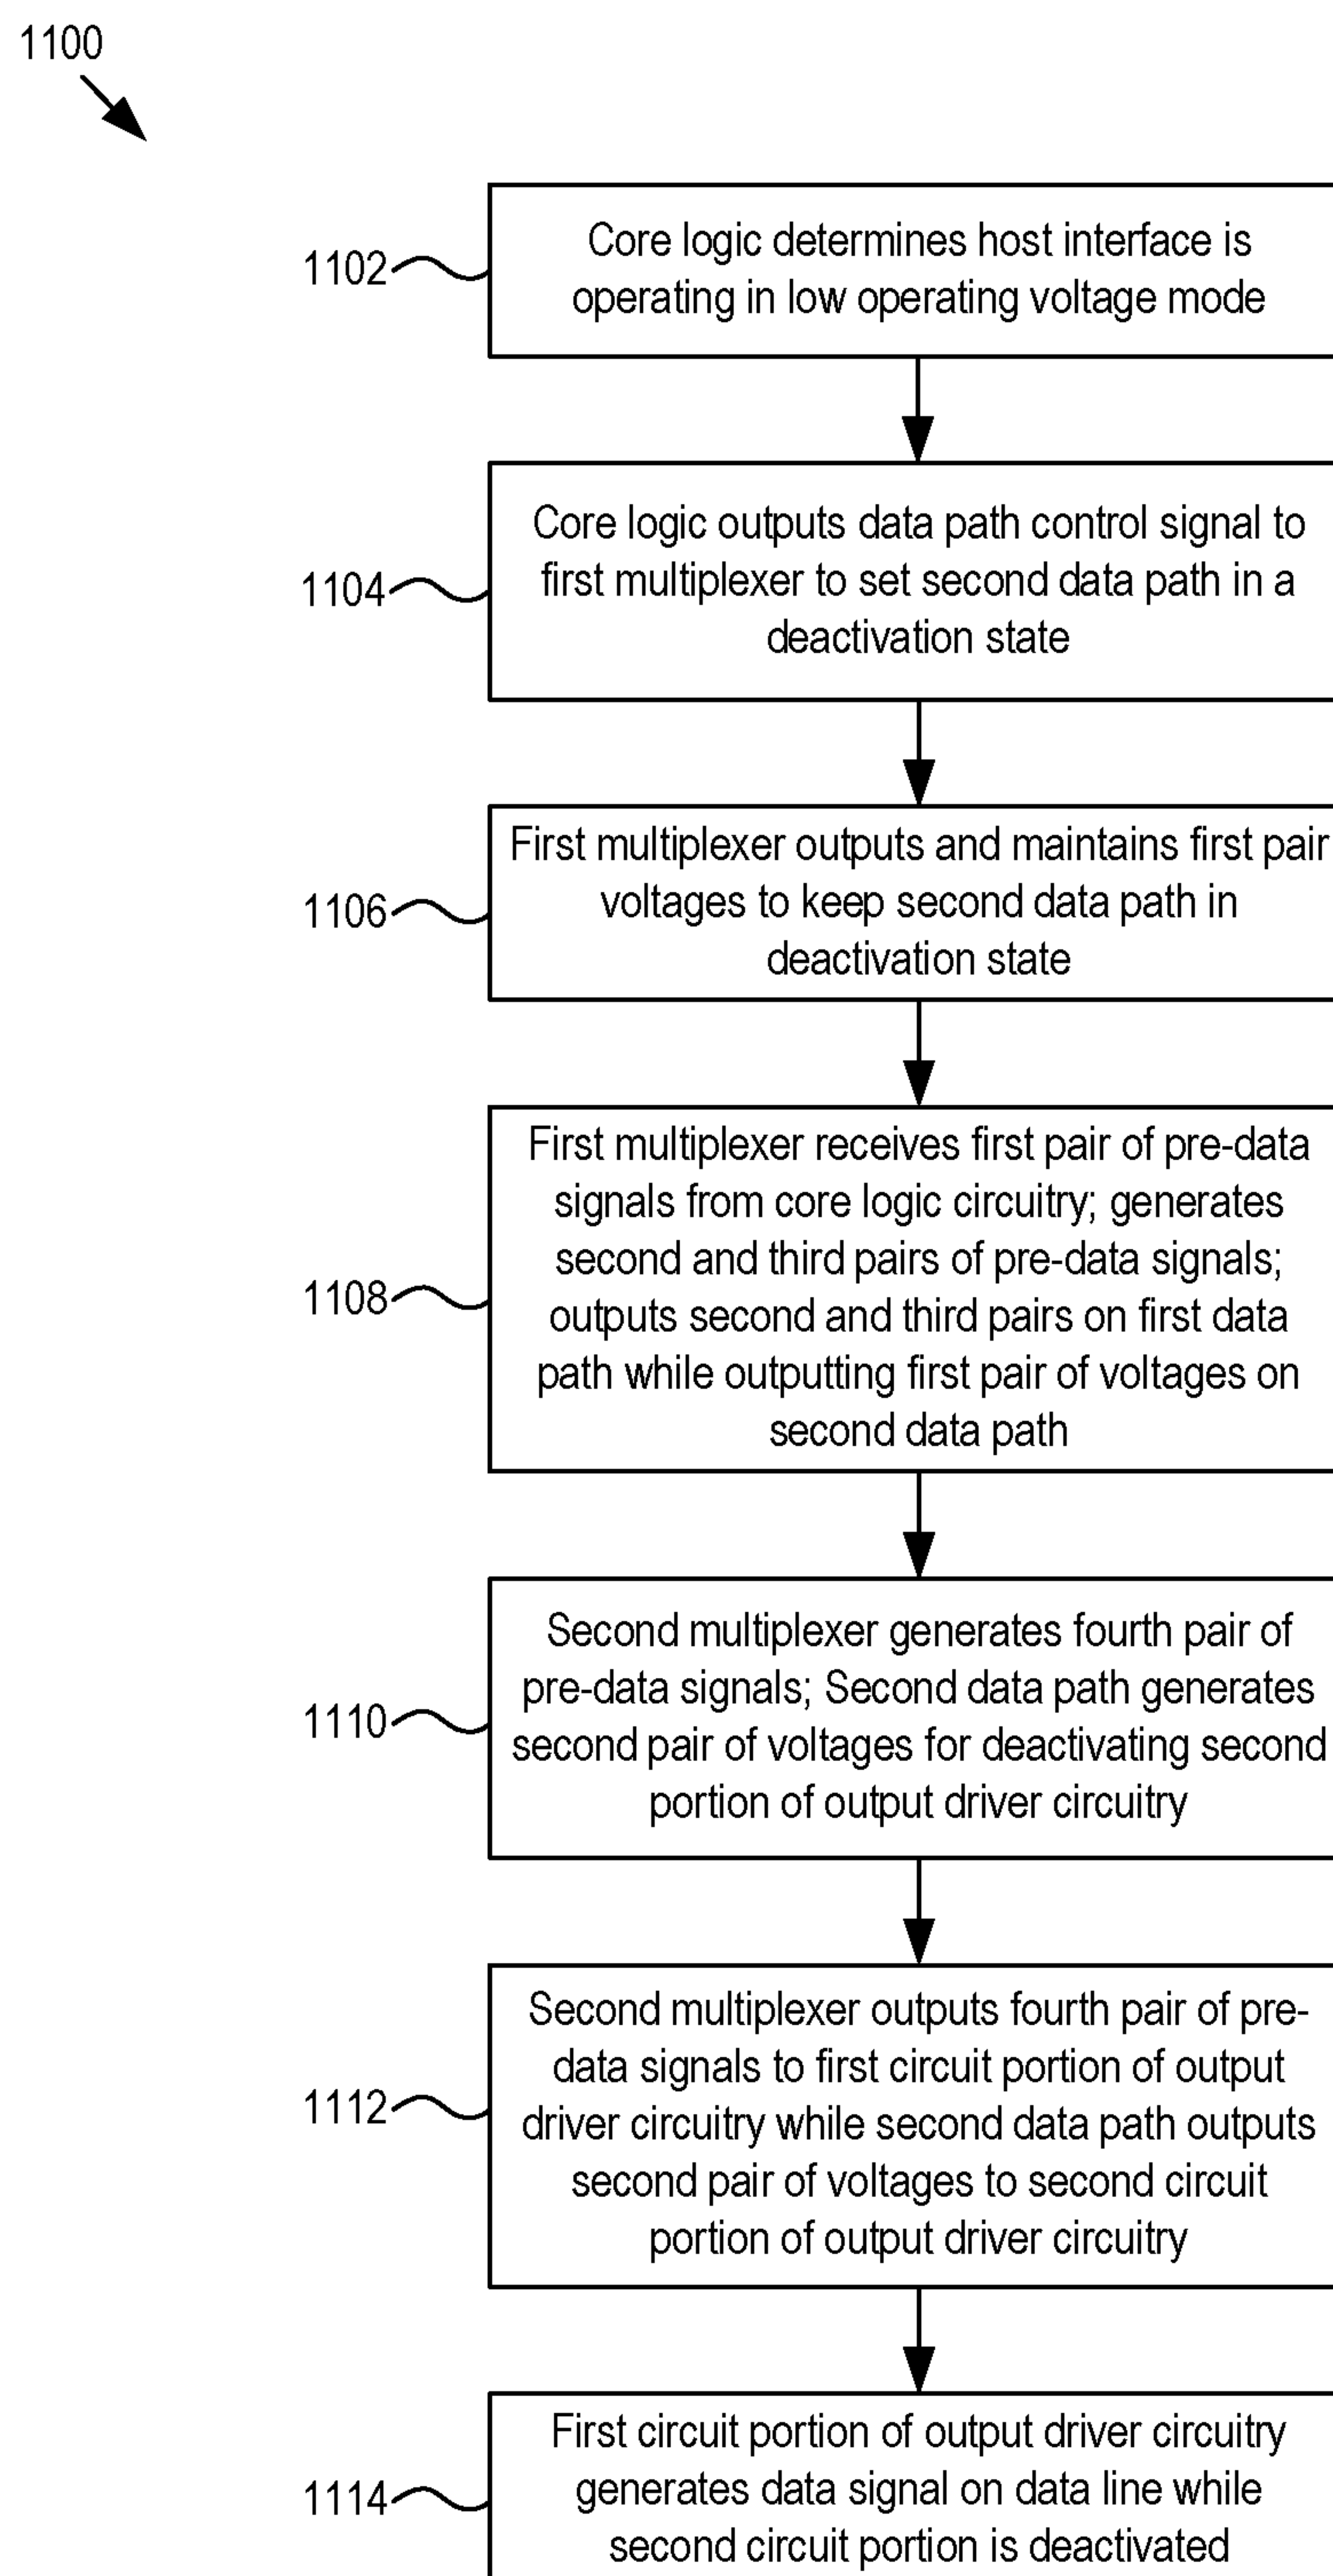 1100
1102
Core logic determines host interface is
operating in low operating voltage mode
1104
Core logic outputs data path control signal to
first multiplexer to set second data path in a
deactivation state
1106
First multiplexer outputs and maintains first pair
voltages to keep second data path in
deactivation state
1108
First multiplexer receives first pair of pre-data
signals from core logic circuitry; generates
second and third pairs of pre-data signals;
outputs second and third pairs on first data
path while outputting first pair of voltages on
second data path
1110
Second multiplexer generates fourth pair of
pre-data signals; Second data path generates
second pair of voltages for deactivating second
portion of output driver circuitry
1112
Second multiplexer outputs fourth pair of pre-
data signals to first circuit portion of output
driver circuitry while second data path outputs
second pair of voltages to second circuit
portion of output driver circuitry
1114
First circuit portion of output driver circuitry
generates data signal on data line while
second circuit portion is deactivated